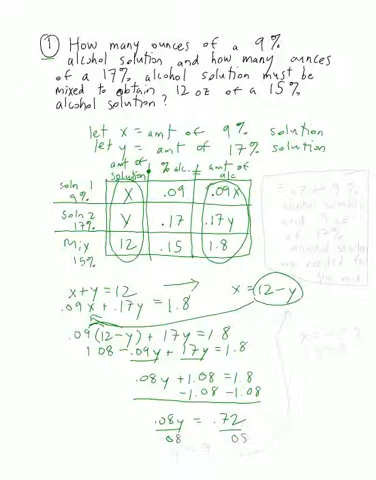 1 How many ounces of a 9%
alcohol solution and how many ounces
of a 17% alcohol solution must be
mixed to obtain 12 oz of a 15%
alcohol solution?
let x = amt of 9% solution
let y = amt of 17% solution
amt of solution • % alc. = amt of alc
soln 1 9% x .09 .09x
soln 2 17% y .17 .17y
Mix 15% 12 .15 1.8
x + y = 12 → x = 12 - y
.09x + .17y = 1.8
.09(12-y) + .17y = 1.8
1.08 - .09y + .17y = 1.8
.08y + 1.08 = 1.8
-1.08 -1.08
.08y = .72
.08 .08